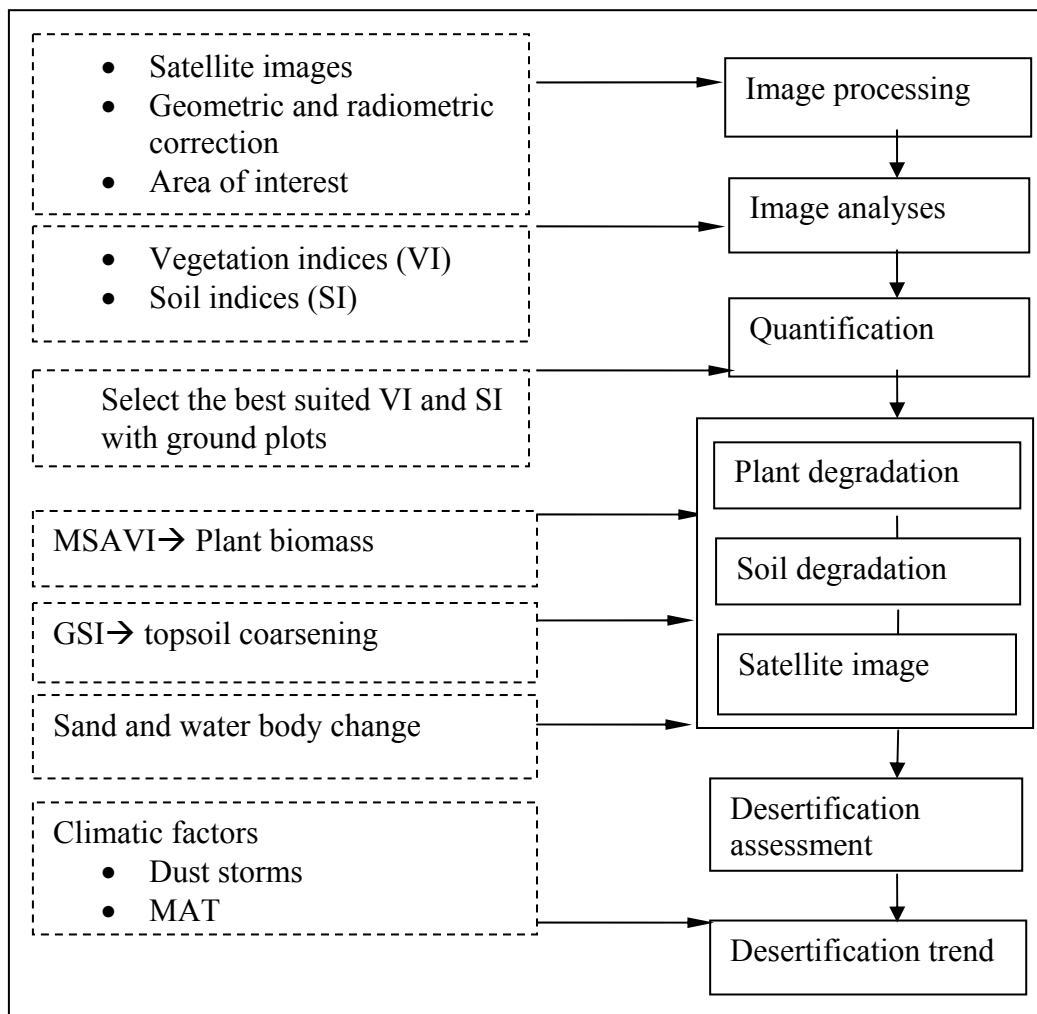 • Satellite images
• Geometric and radiometric
correction
• Area of interest
Image processing
• Vegetation indices (VI)
• Soil indices (SI)
Image analyses
Select the best suited VI and SI
with ground plots
Quantification
MSAVI→ Plant biomass
GSI→ topsoil coarsening
Sand and water body change
Plant degradation
Soil degradation
Satellite image
Desertification
assessment
Climatic factors
• Dust storms
• MAT
Desertification trend